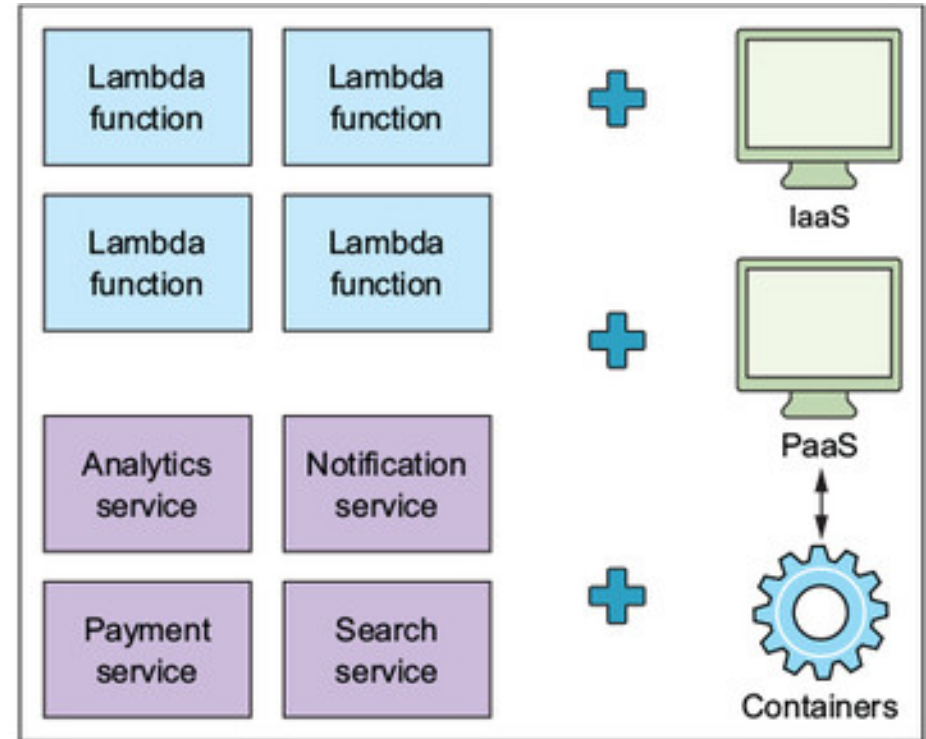 Lambda
function
Lambda
function
IaaS
Lambda
function
Lambda
function
PaaS
Analytics
service
Notification
service
Payment
service
Search
service
Containers